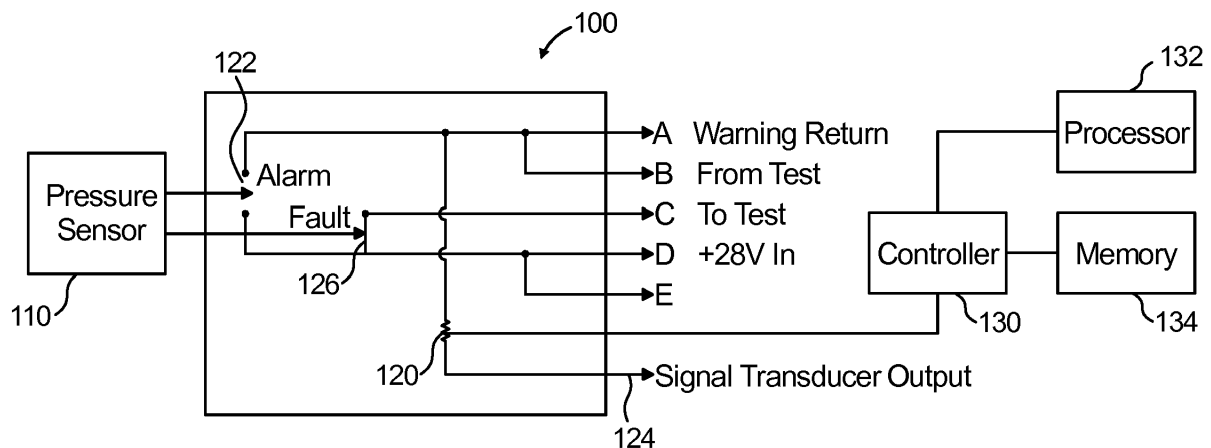 100
122
132
Processor
A Warning Return
Alarm
B From Test
Pressure
Sensor
Fault
C To Test
Controller
Memory
D +28V In
126
E
110
130
134
120
Signal Transducer Output
124